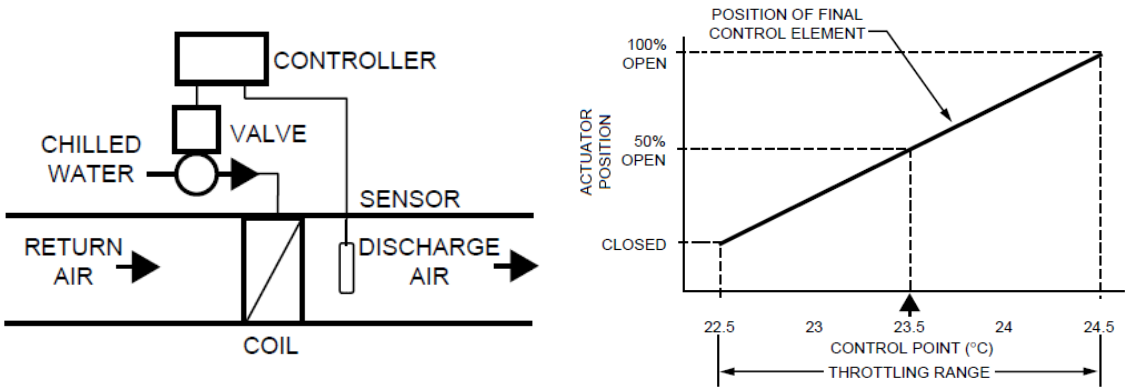 CONTROLLER
VALVE
CHILLED
WATER
SENSOR
RETURN
AIR
DISCHARGE
AIR
COIL
POSITION OF FINAL
CONTROL ELEMENT
100%
OPEN
50%
OPEN
ACTUATOR
POSITION
CLOSED
22.5 23 23.5 24 24.5
CONTROL POINT (°C)
THROTTLING RANGE